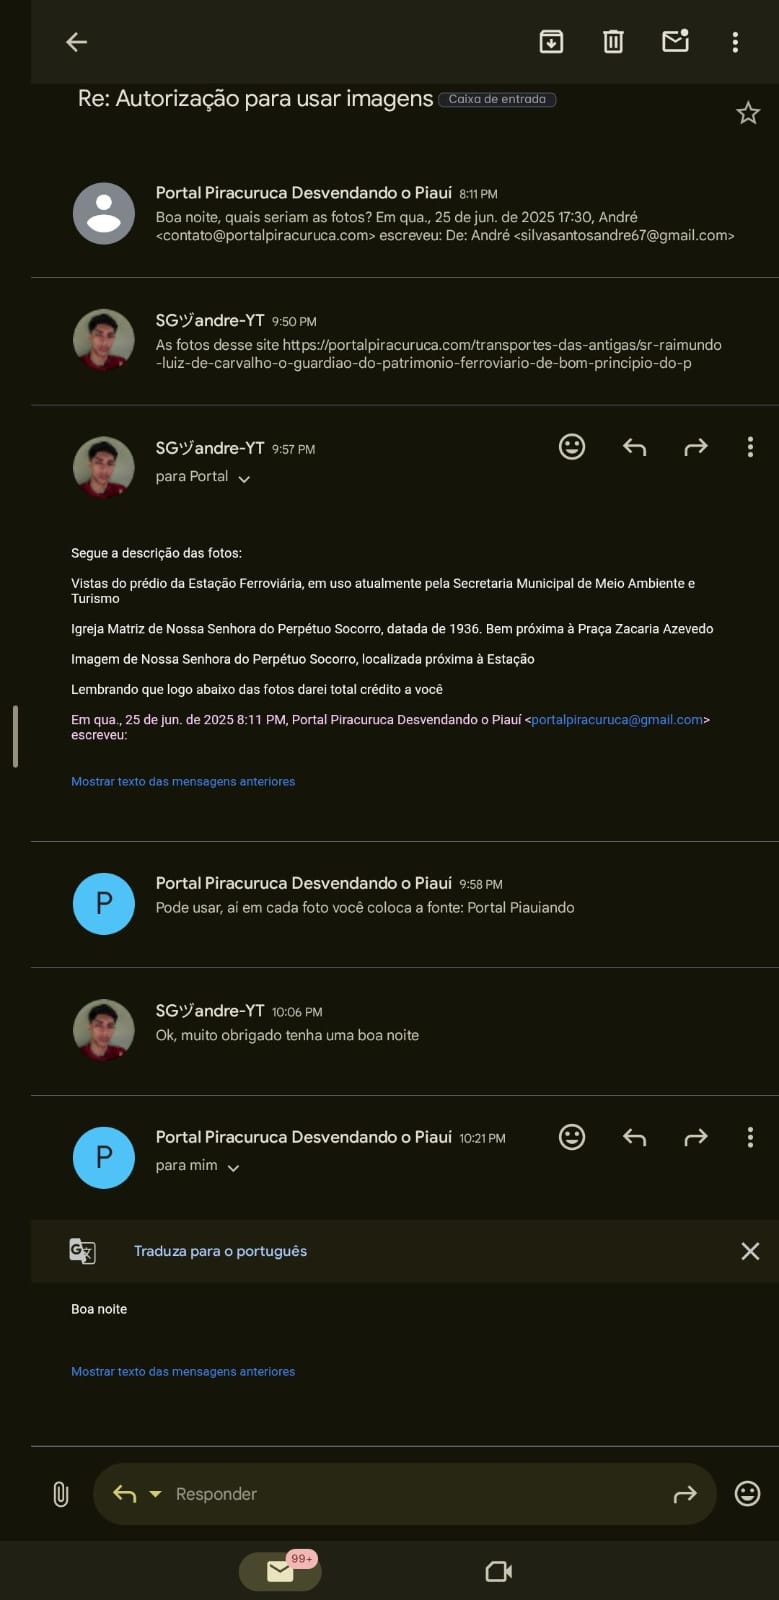 Re: Autorização para usar imagens Caixa de entrada
Portal Piracuruca Desvendando o Piauí 8:11 PM
Boa noite, quais seriam as fotos? Em qua., 25 de jun. de 2025 17:30, André
<contato@portalpiracuruca.com> escreveu: De: André <silvasantosandre67@gmail.com>
SGヅandre-YT 9:50 PM
As fotos desse site https://portalpiracuruca.com/transportes-das-antigas/sr-raimundo
-luiz-de-carvalho-o-guardiao-do-patrimonio-ferroviario-de-bom-principio-do-p
SGヅandre-YT 9:57 PM
para Portal
Segue a descrição das fotos:
Vistas do prédio da Estação Ferroviária, em uso atualmente pela Secretaria Municipal de Meio Ambiente e
Turismo
Igreja Matriz de Nossa Senhora do Perpétuo Socorro, datada de 1936. Bem próxima à Praça Zacaria Azevedo
Imagem de Nossa Senhora do Perpétuo Socorro, localizada próxima à Estação
Lembrando que logo abaixo das fotos darei total crédito a você
Em qua., 25 de jun. de 2025 8:11 PM, Portal Piracuruca Desvendando o Piauí <portalpiracuruca@gmail.com>
escreveu:
Mostrar texto das mensagens anteriores
P
Portal Piracuruca Desvendando o Piauí 9:58 PM
Pode usar, aí em cada foto você coloca a fonte: Portal Piauiando
SGヅandre-YT 10:06 PM
Ok, muito obrigado tenha uma boa noite
P
Portal Piracuruca Desvendando o Piauí 10:21 PM
para mim
Traduza para o português
Boa noite
Mostrar texto das mensagens anteriores
Responder
99+